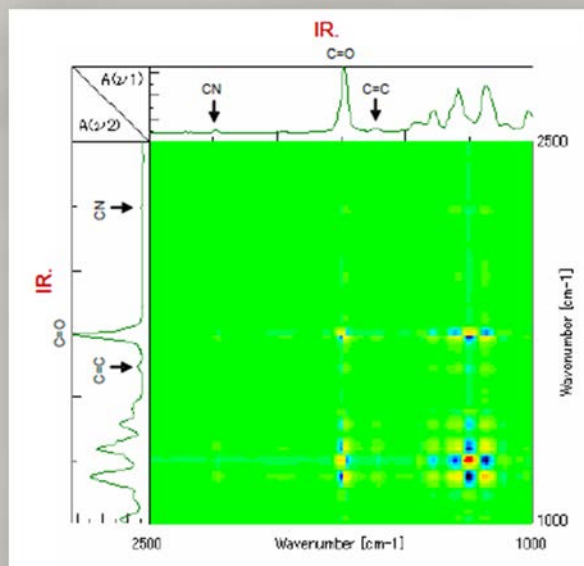 IR.
C=O
A(ν1)
CN
C=C
A(ν2)
2500
CN
IR.
C=O
C=C
Wavenumber [cm-1]
1000
2500
Wavenumber [cm-1]
1000